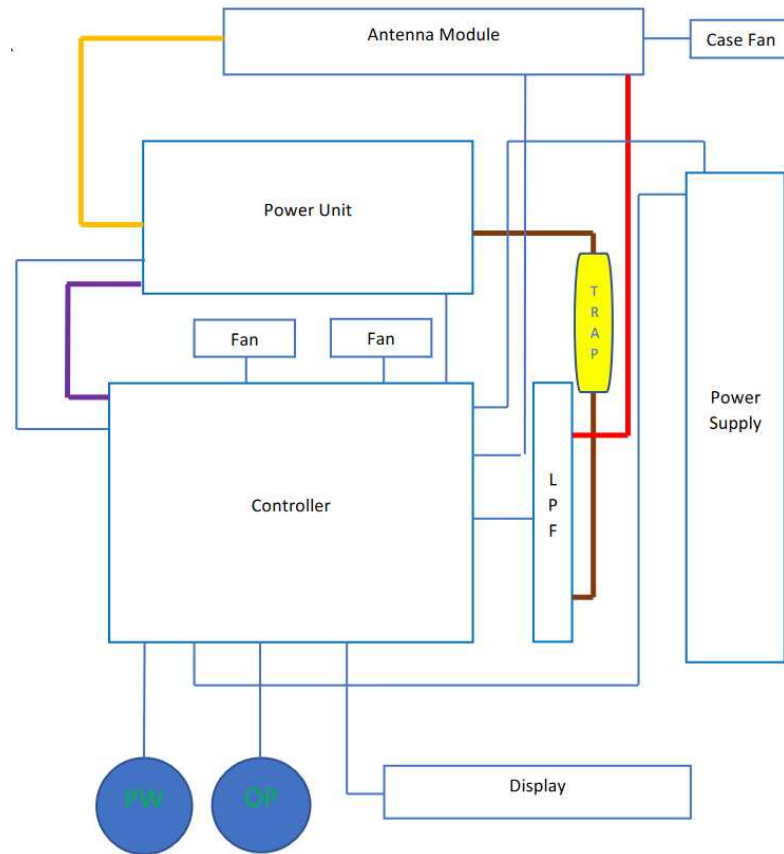 Antenna Module
Case Fan
Power Unit
T
R
A
P
Fan
Fan
Power
Supply
L
P
F
Controller
PW
OP
Display